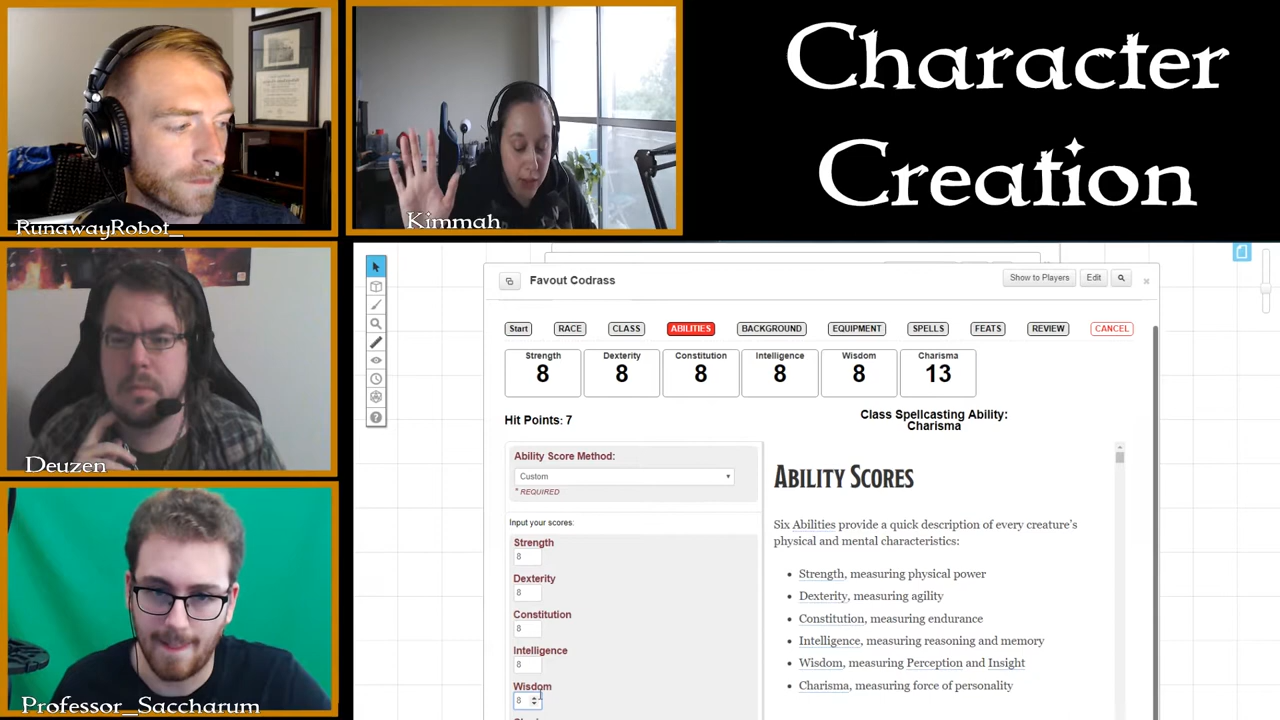 Character
Creation
RunawayRobot_
Kimmah
Deuzen
Professor_Saccharum
Favout Codrass
Show to Players
Edit
Start
RACE
CLASS
ABILITIES
BACKGROUND
EQUIPMENT
SPELLS
FEATS
REVIEW
CANCEL
Strength
8
Dexterity
8
Constitution
8
Intelligence
8
Wisdom
8
Charisma
13
Hit Points: 7
Class Spellcasting Ability:
Charisma
Ability Score Method:
Custom
* REQUIRED
Input your scores:
Strength
8
Dexterity
8
Constitution
8
Intelligence
8
Wisdom
8
ABILITY SCORES
Six Abilities provide a quick description of every creature's
physical and mental characteristics:
• Strength, measuring physical power
• Dexterity, measuring agility
• Constitution, measuring endurance
• Intelligence, measuring reasoning and memory
• Wisdom, measuring Perception and Insight
• Charisma, measuring force of personality